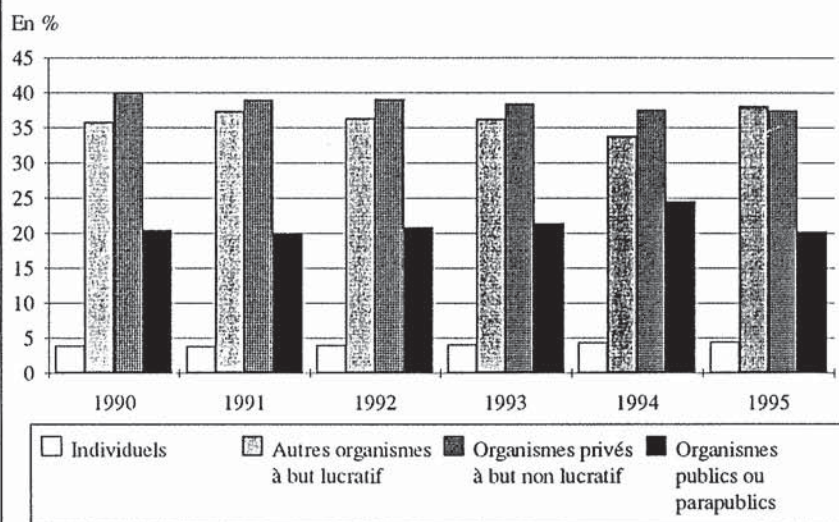 En %
45
40
35
30
25
20
15
10
5
0
1990 1991 1992 1993 1994 1995
Individuels Autres organismes Organismes privés Organismes
à but lucratif à but non lucratif publics ou
parapublics